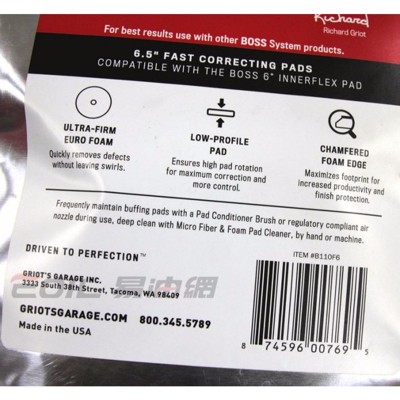 Richard
Richard Griot
For best results use with other BOSS System products.
6.5" FAST CORRECTING PADS
COMPATIBLE WITH THE BOSS 6" INNERFLEX PAD
ULTRA-FIRM
EURO FOAM
Quickly removes defects
without leaving swirls.
LOW-PROFILE
PAD
Ensures high pad rotation
for maximum correction and
more control.
CHAMFERED
FOAM EDGE
Maximizes footprint for
increased productivity and
finish protection.
Frequently maintain buffing pads with a Pad Conditioner Brush or regulatory compliant air
nozzle during use, deep clean with Micro Fiber & Foam Pad Cleaner, by hand or machine.
DRIVEN TO PERFECTION™
ITEM #B110F6
GRIOT'S GARAGE INC.
3333 South 38th Street, Tacoma, WA 98409
易油網
GRIOTSGARAGE.COM 800.345.5789
Made in the USA
8 74596 00769 5